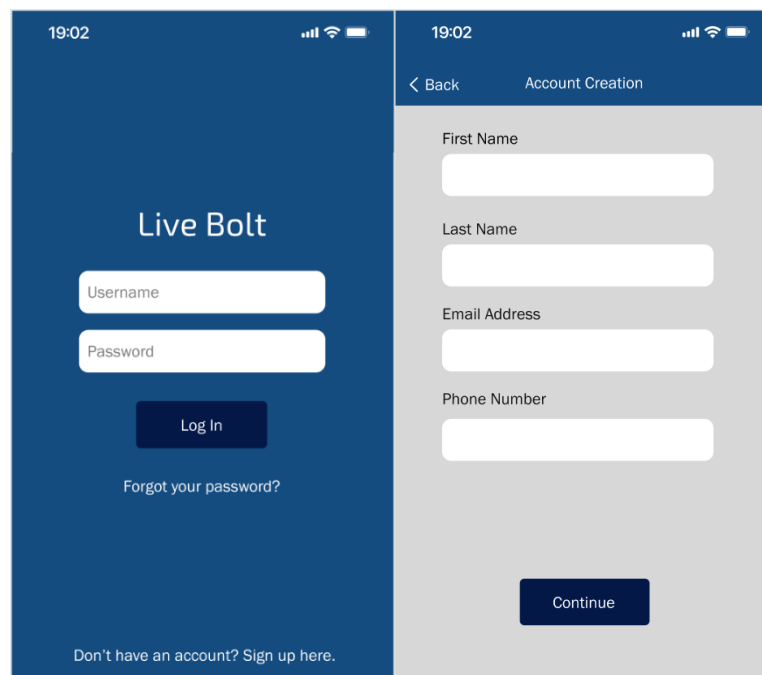 19:02
Live Bolt
Username
Password
Log In
Forgot your password?
Don't have an account? Sign up here.
19:02
Back
Account Creation
First Name
Last Name
Email Address
Phone Number
Continue